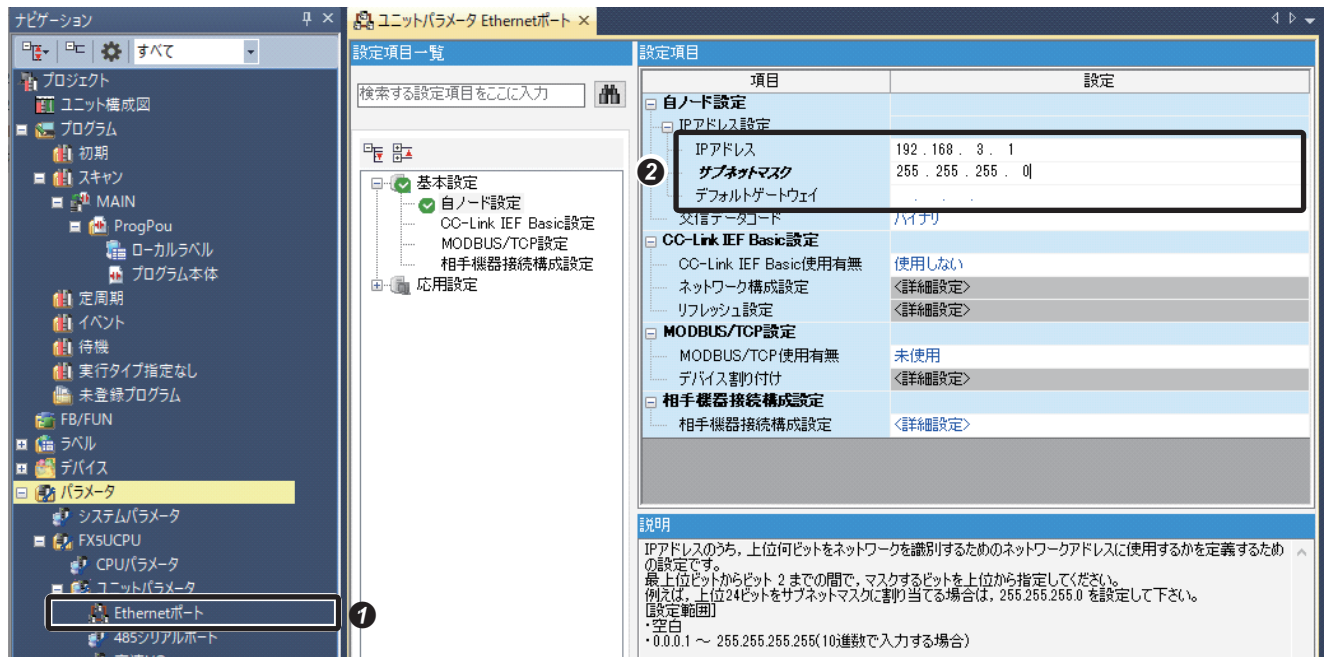 ナビゲーション
すべて
プロジェクト
ユニット構成図
プログラム
初期
スキャン
MAIN
ProgPou
ローカルラベル
プログラム本体
定周期
イベント
待機
実行タイプ指定なし
未登録プログラム
FB/FUN
ラベル
デバイス
パラメータ
システムパラメータ
FX5UCPU
CPUパラメータ
ユニットパラメータ
Ethernetポート
❶
485シリアルポート
ユニットパラメータ Ethernetポート
設定項目一覧
検索する設定項目をここに入力
基本設定
自ノード設定
CC-Link IEF Basic設定
MODBUS/TCP設定
相手機器接続構成設定
応用設定
設定項目
項目 設定
自ノード設定
IPアドレス設定
❷
IPアドレス 192 . 168 . 3 . 1
サブネットマスク 255 . 255 . 255 . 0
デフォルトゲートウェイ . . .
交信データコード バイナリ
CC-Link IEF Basic設定
CC-Link IEF Basic使用有無 使用しない
ネットワーク構成設定 <詳細設定>
リフレッシュ設定 <詳細設定>
MODBUS/TCP設定
MODBUS/TCP使用有無 未使用
デバイス割り付け <詳細設定>
相手機器接続構成設定
相手機器接続構成設定 <詳細設定>
説明
IPアドレスのうち，上位何ビットをネットワークを識別するためのネットワークアドレスに使用するかを定義するため
の設定です。
最上位ビットからビット 2 までの間で，マスクするビットを上位から指定してください。
例えば，上位24ビットをサブネットマスクに割り当てる場合は，255.255.255.0 を設定して下さい。
[設定範囲]
・空白
・0.0.0.1 ～ 255.255.255.255(10進数で入力する場合)